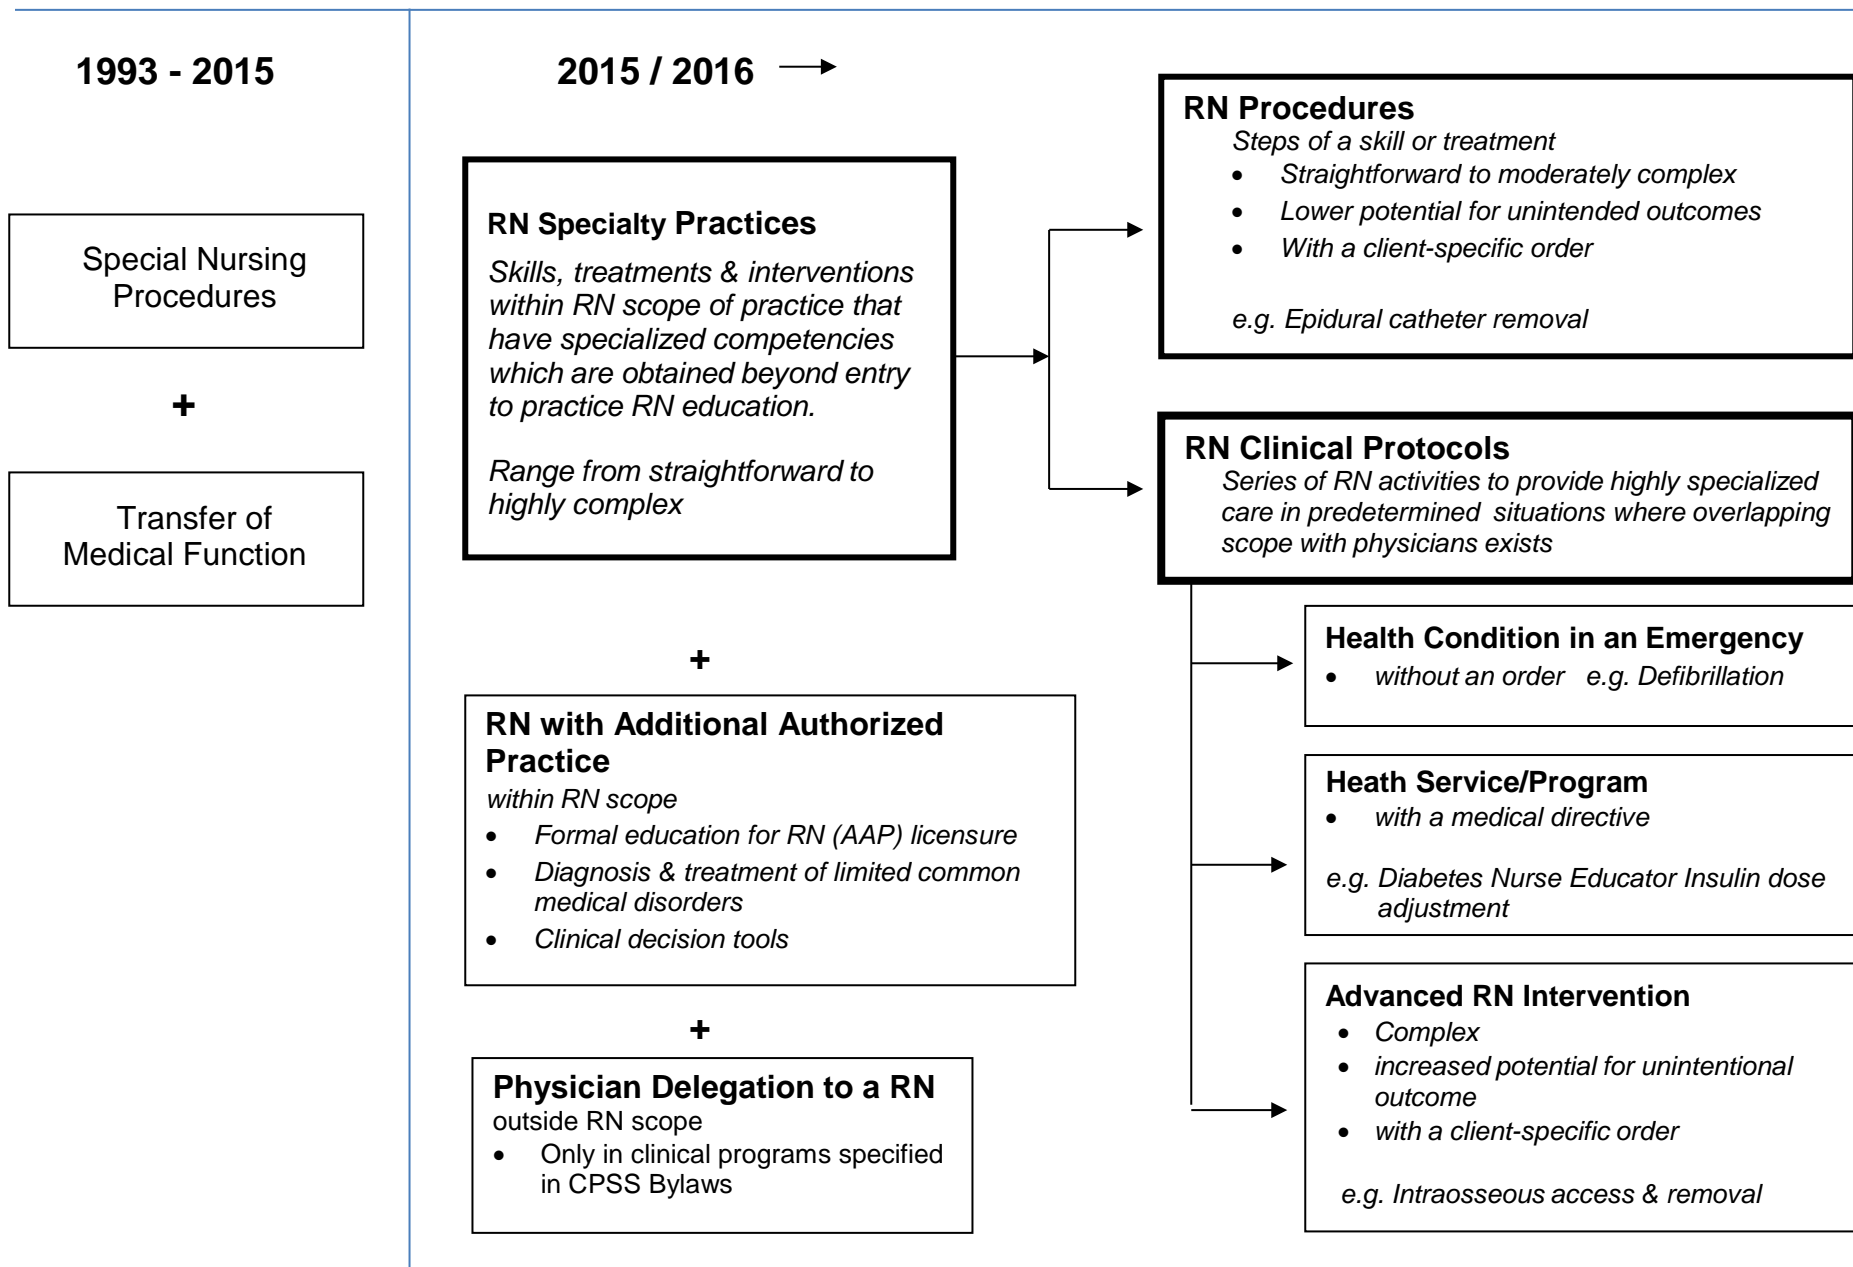 1993 - 2015
Special Nursing
Procedures
+
Transfer of
Medical Function
2015 / 2016
RN Specialty Practices
Skills, treatments & interventions
within RN scope of practice that
have specialized competencies
which are obtained beyond entry
to practice RN education.
Range from straightforward to
highly complex
+
RN with Additional Authorized
Practice
within RN scope
• Formal education for RN (AAP) licensure
• Diagnosis & treatment of limited common
medical disorders
• Clinical decision tools
+
Physician Delegation to a RN
outside RN scope
• Only in clinical programs specified
in CPSS Bylaws
RN Procedures
Steps of a skill or treatment
• Straightforward to moderately complex
• Lower potential for unintended outcomes
• With a client-specific order
e.g. Epidural catheter removal
RN Clinical Protocols
Series of RN activities to provide highly specialized
care in predetermined situations where overlapping
scope with physicians exists
Health Condition in an Emergency
• without an order e.g. Defibrillation
Heath Service/Program
• with a medical directive
e.g. Diabetes Nurse Educator Insulin dose
adjustment
Advanced RN Intervention
• Complex
• increased potential for unintentional
outcome
• with a client-specific order
e.g. Intraosseous access & removal